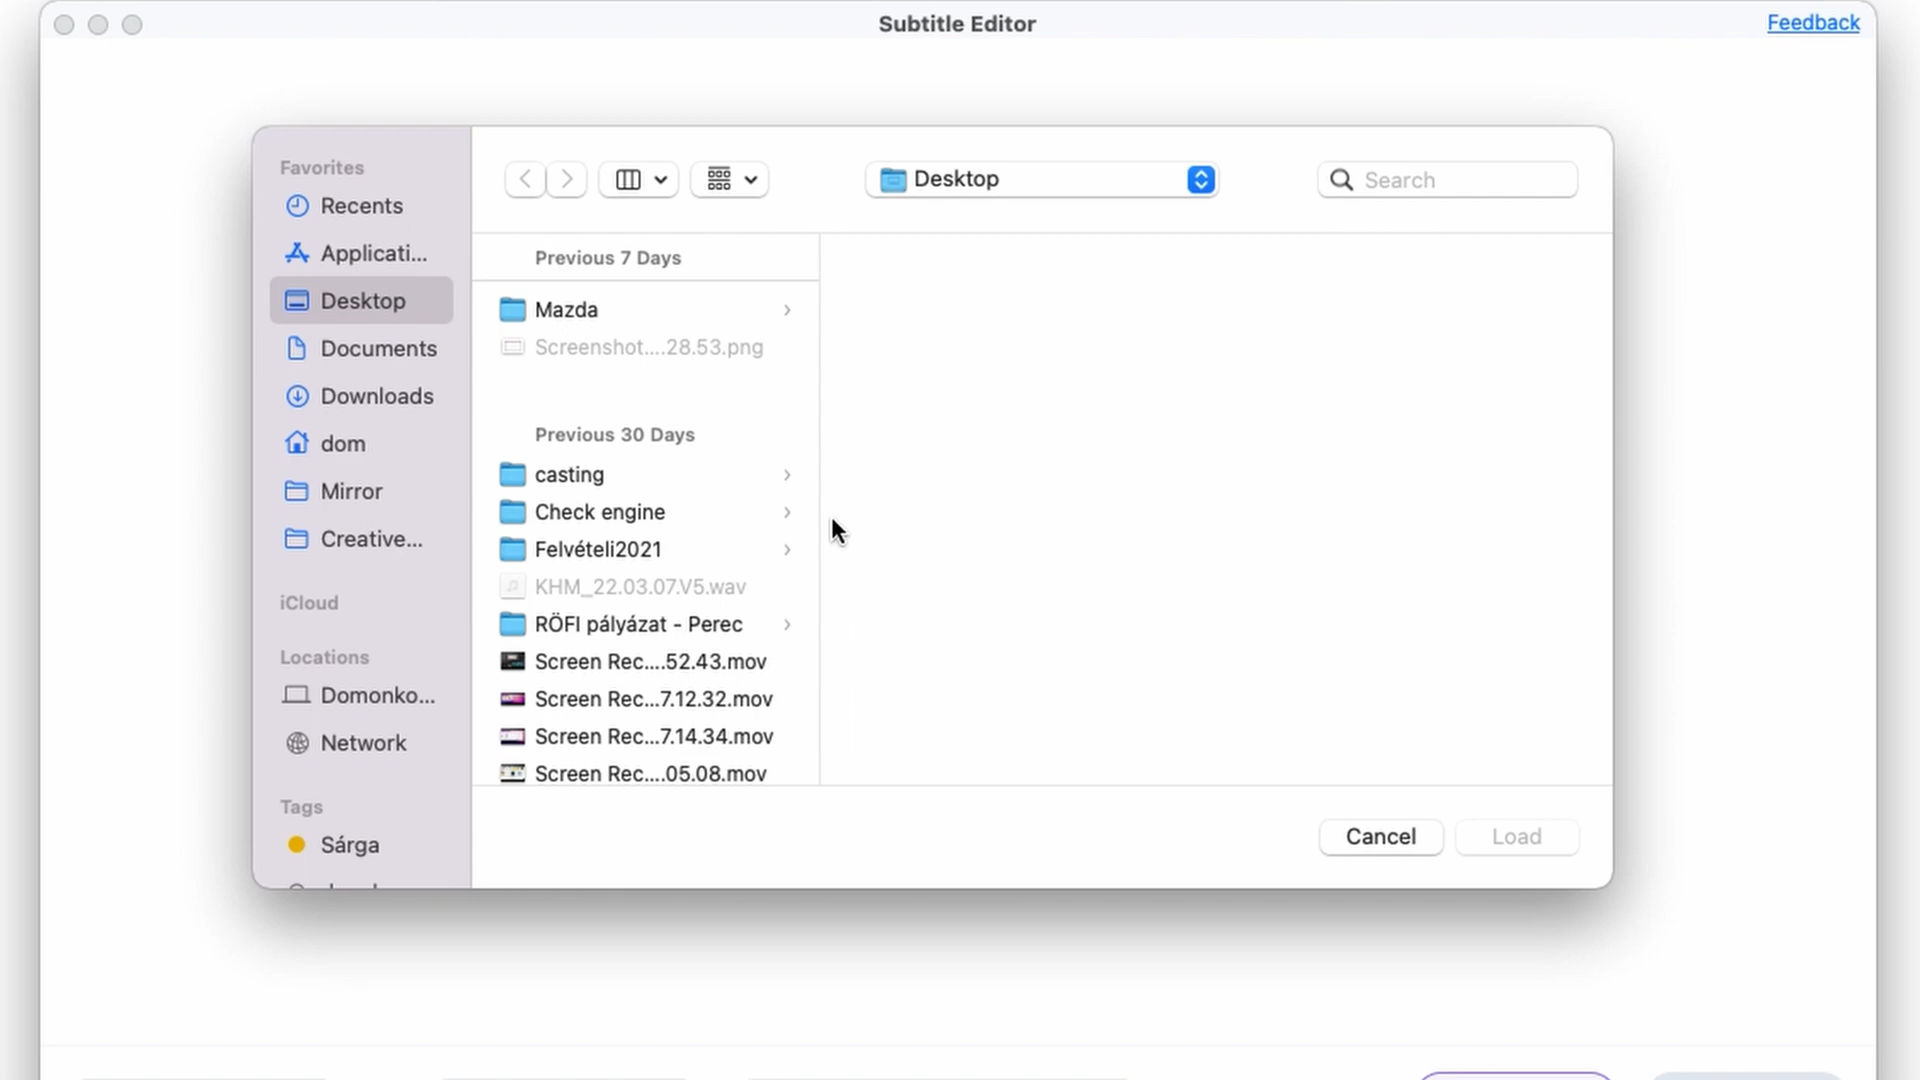 Subtitle Editor
Feedback
Favorites
Recents
Applicati...
Desktop
Documents
Downloads
dom
Mirror
Creative...
iCloud
Locations
Domonko...
Network
Tags
Sárga
Desktop
Search
Previous 7 Days
Mazda
Screenshot....28.53.png
Previous 30 Days
casting
Check engine
Felvételi2021
KHM_22.03.07.V5.wav
RÖFI pályázat - Perec
Screen Rec....52.43.mov
Screen Rec...7.12.32.mov
Screen Rec...7.14.34.mov
Screen Rec....05.08.mov
Cancel
Load